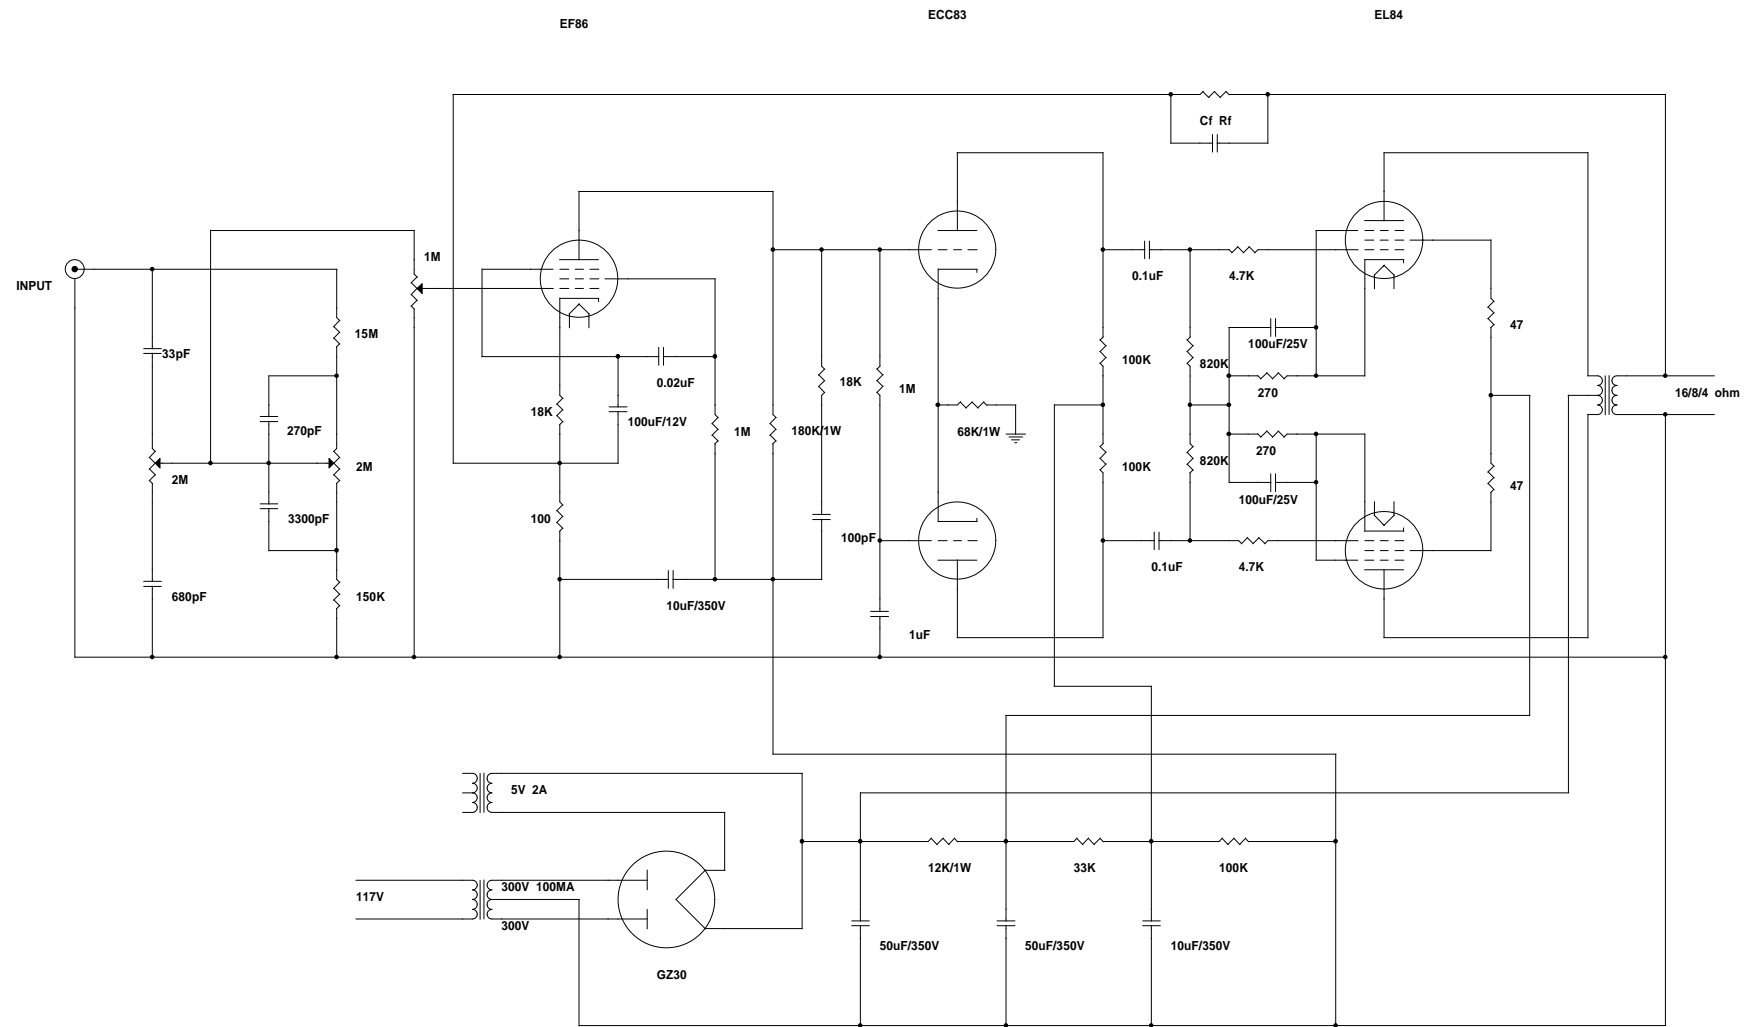 EF86
ECC83
EL84
Cf Rf
INPUT
1M
0.1uF
4.7K
33pF
15M
47
100uF/25V
0.02uF
100K
820K
270
18K
1M
18K
100uF/12V
270pF
1M
180K/1W
68K/1W
16/8/4 ohm
2M
2M
100K
820K
270
100uF/25V
47
3300pF
100
100pF
0.1uF
4.7K
680pF
150K
10uF/350V
1uF
5V 2A
12K/1W
33K
100K
117V
300V 100MA
300V
50uF/350V
50uF/350V
10uF/350V
GZ30